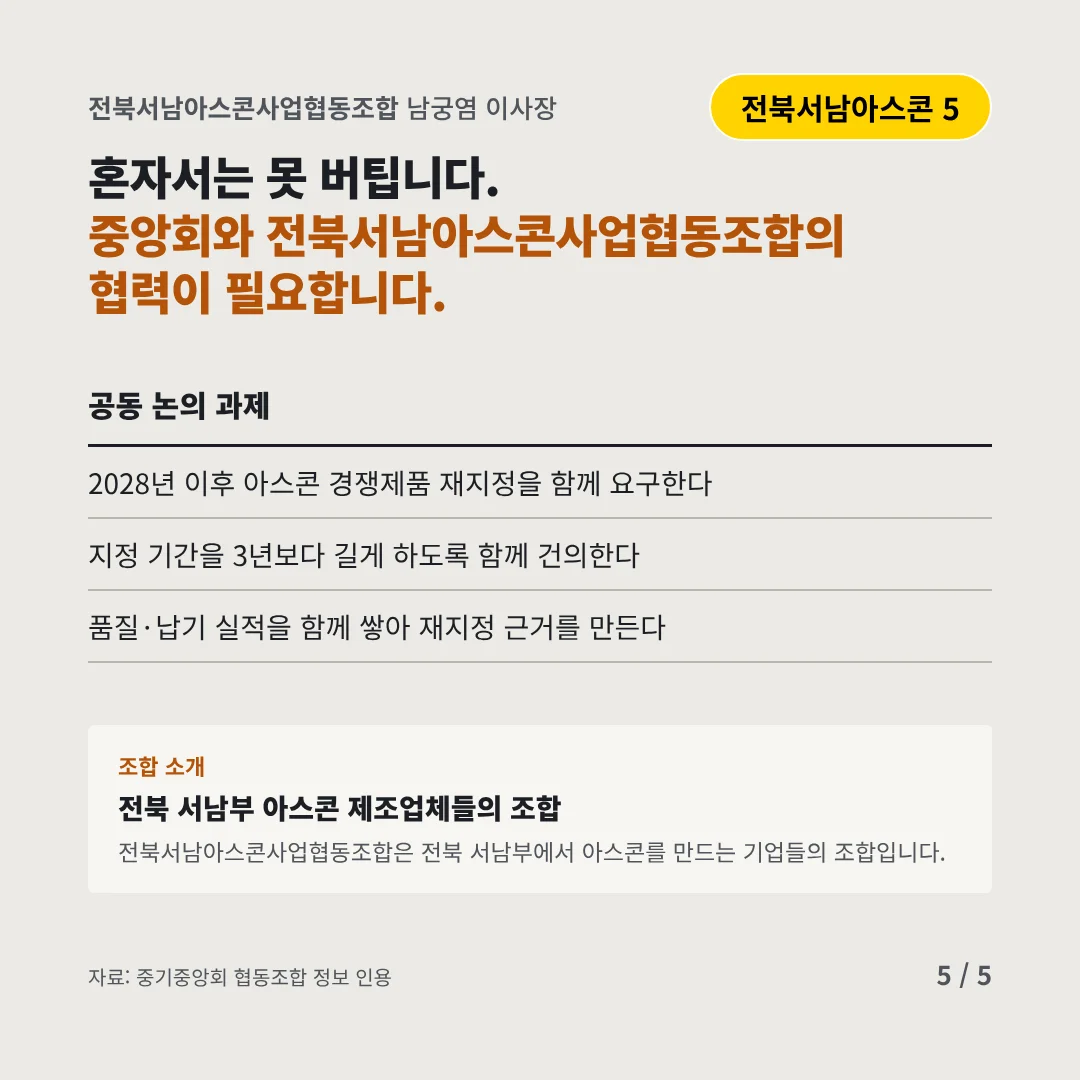 전북서남아스콘사업협동조합 남궁염 이사장
전북서남아스콘 5
혼자서는 못 버팁니다.
중앙회와 전북서남아스콘사업협동조합의
협력이 필요합니다.
공동 논의 과제
2028년 이후 아스콘 경쟁제품 재지정을 함께 요구한다
지정 기간을 3년보다 길게 하도록 함께 건의한다
품질·납기 실적을 함께 쌓아 재지정 근거를 만든다
조합 소개
전북 서남부 아스콘 제조업체들의 조합
전북서남아스콘사업협동조합은 전북 서남부에서 아스콘를 만드는 기업들의 조합입니다.
자료: 중기중앙회 협동조합 정보 인용
5 / 5